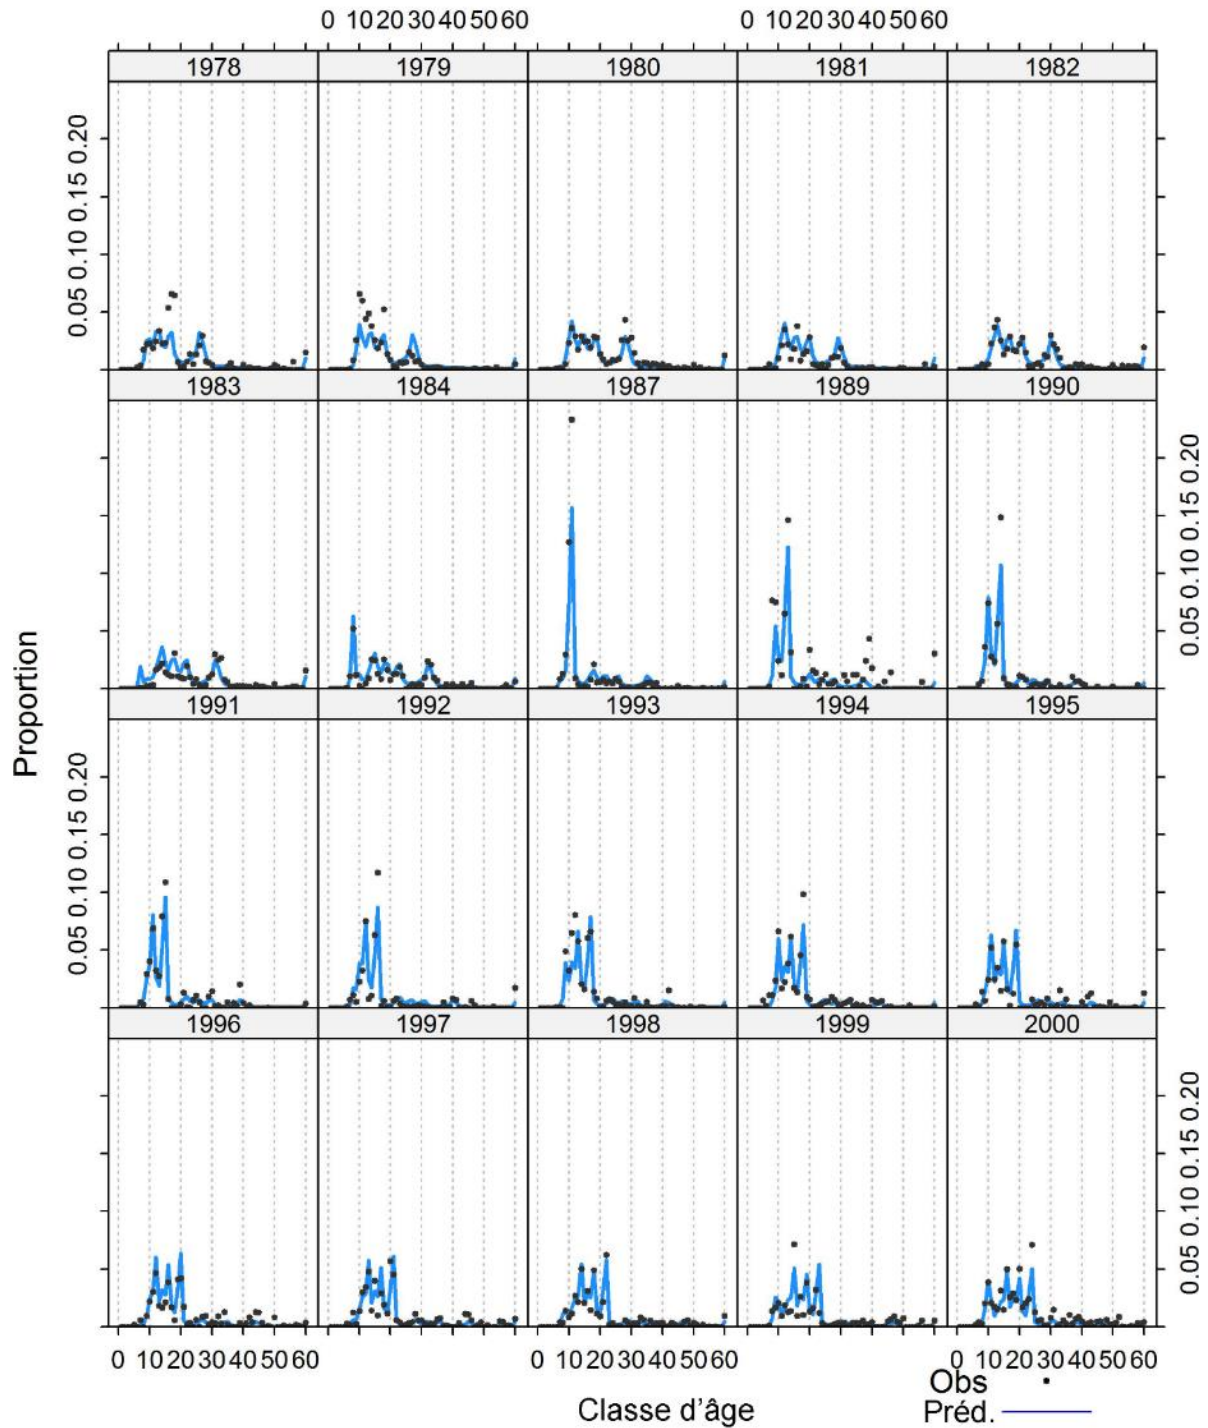 0 10 20 30 40 50 60 0 10 20 30 40 50 60
1978 1979 1980 1981 1982
0.05 0.10 0.15 0.20
1983 1984 1987 1989 1990
0.05 0.10 0.15 0.20
1991 1992 1993 1994 1995
0.05 0.10 0.15 0.20
1996 1997 1998 1999 2000
0.05 0.10 0.15 0.20
Proportion
0 10 20 30 40 50 60 0 10 20 30 40 50 60 0 10 20 30 40 50 60
Classe d'âge
Obs
Préd.